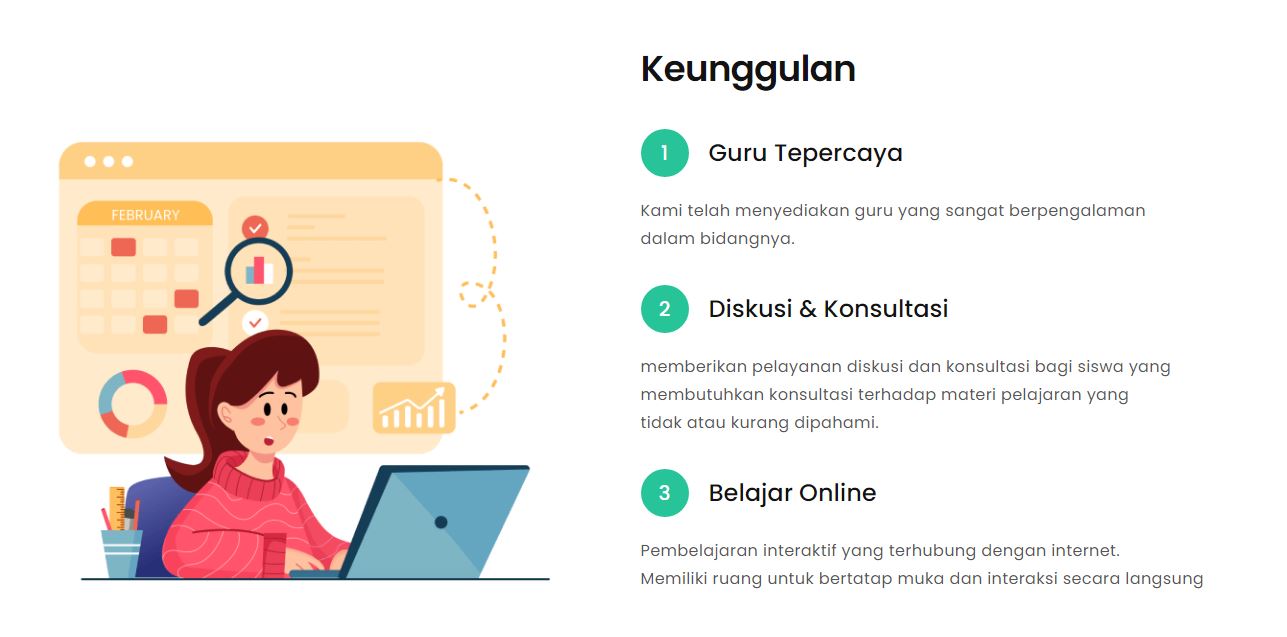 Keunggulan
FEBRUARY
1 Guru Tepercaya
Kami telah menyediakan guru yang sangat berpengalaman
dalam bidangnya.
2 Diskusi & Konsultasi
memberikan pelayanan diskusi dan konsultasi bagi siswa yang
membutuhkan konsultasi terhadap materi pelajaran yang
tidak atau kurang dipahami.
3 Belajar Online
Pembelajaran interaktif yang terhubung dengan internet.
Memiliki ruang untuk bertatap muka dan interaksi secara langsung